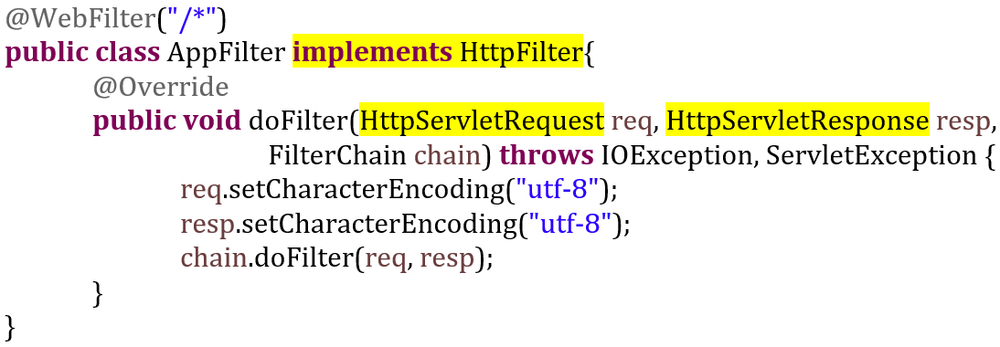 @WebFilter("/*")
public class AppFilter implements HttpFilter{
@Override
public void doFilter(HttpServletRequest req, HttpServletResponse resp,
FilterChain chain) throws IOException, ServletException {
req.setCharacterEncoding("utf-8");
resp.setCharacterEncoding("utf-8");
chain.doFilter(req, resp);
}
}